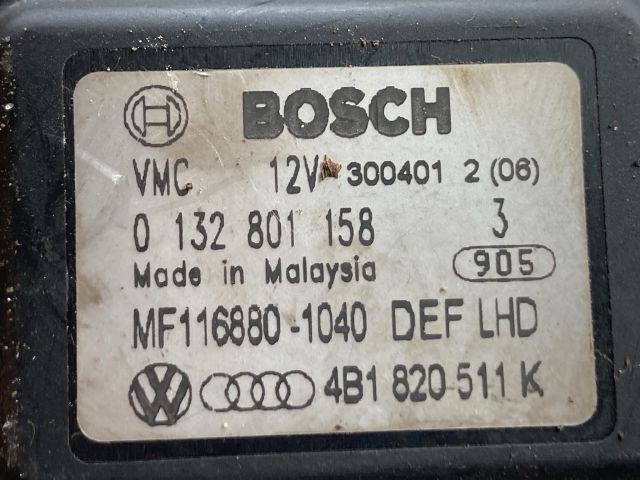 BOSCH
VMC 12V 300401 2 (06)
0 132 801 158 3
Made in Malaysia 905
MF116880-1040 DEF LHD
4B1 820 511 K